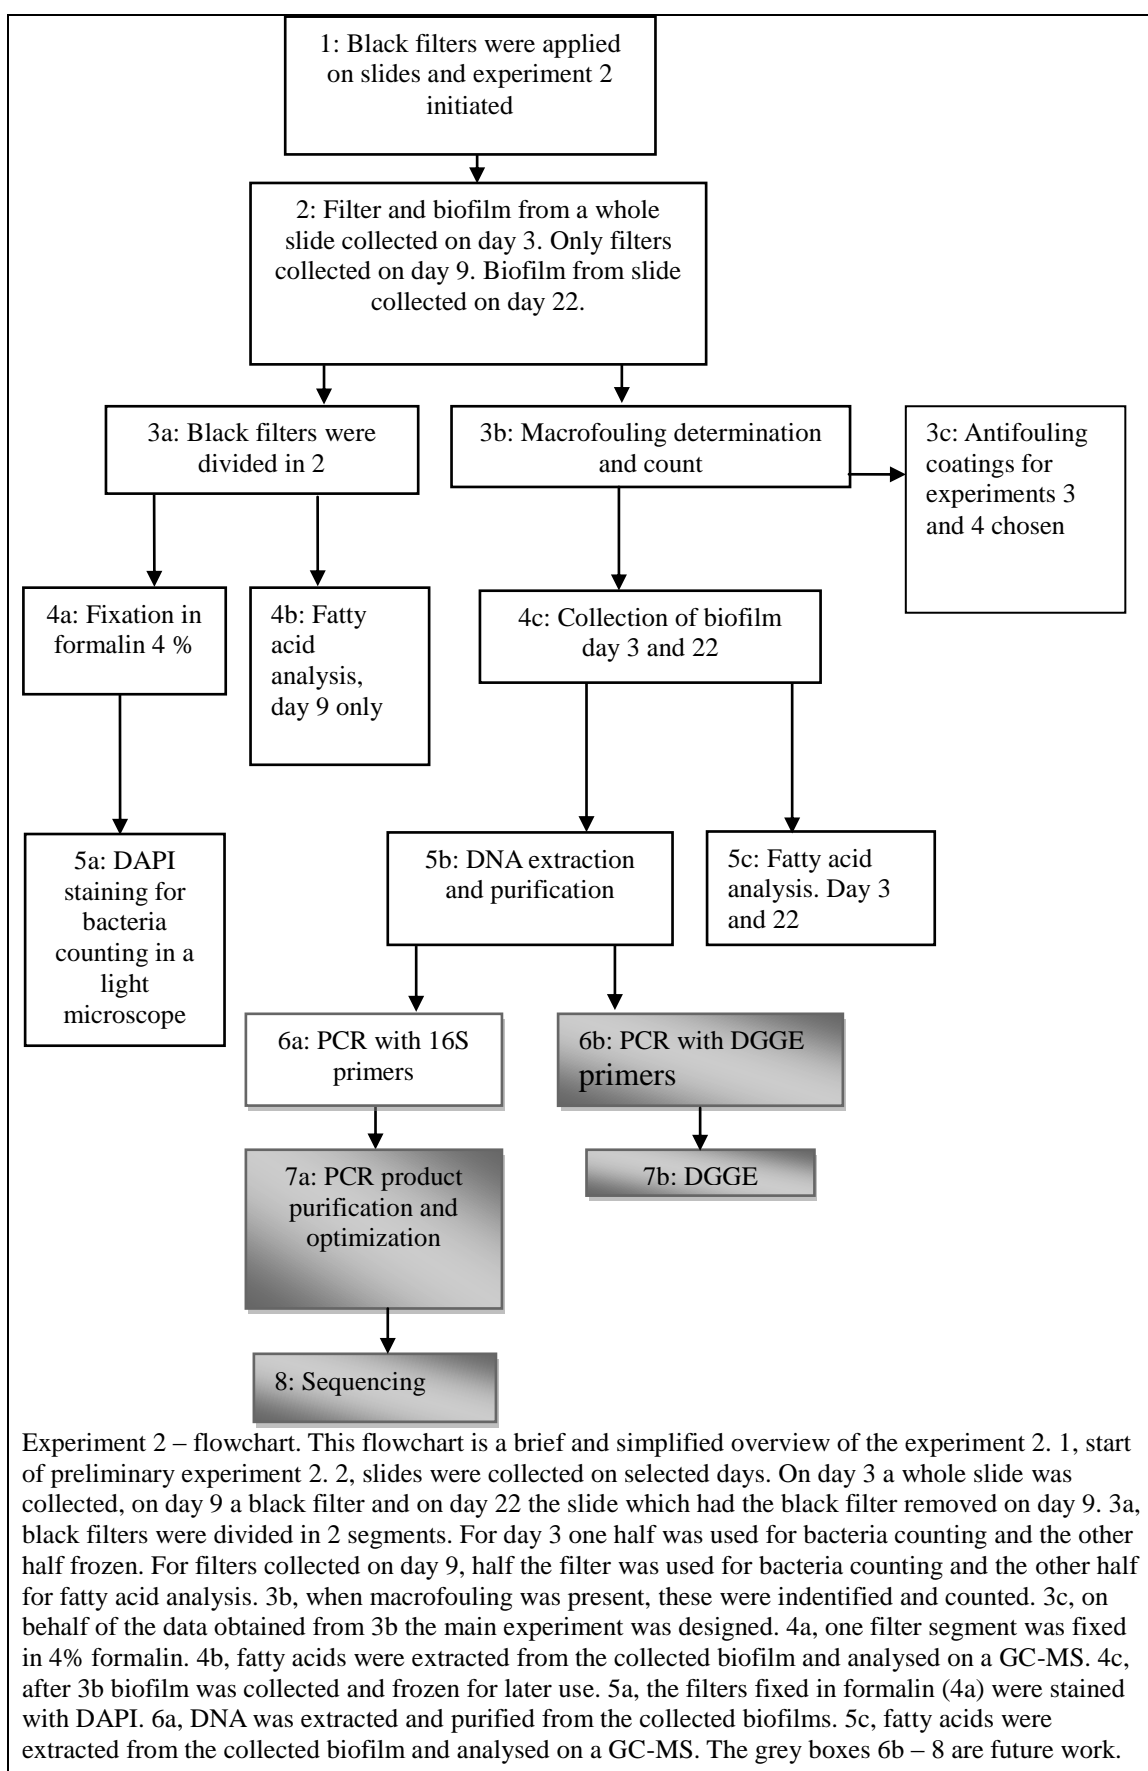 1: Black filters were applied
on slides and experiment 2
initiated
2: Filter and biofilm from a whole
slide collected on day 3. Only filters
collected on day 9. Biofilm from slide
collected on day 22.
3a: Black filters were
divided in 2
3b: Macrofouling determination
and count
3c: Antifouling
coatings for
experiments 3
and 4 chosen
4a: Fixation in
formalin 4 %
4b: Fatty
acid
analysis,
day 9 only
4c: Collection of biofilm
day 3 and 22
5a: DAPI
staining for
bacteria
counting in a
light
microscope
5b: DNA extraction
and purification
5c: Fatty acid
analysis. Day 3
and 22
6a: PCR with 16S
primers
6b: PCR with DGGE
primers
7a: PCR product
purification and
optimization
7b: DGGE
8: Sequencing
Experiment 2 – flowchart. This flowchart is a brief and simplified overview of the experiment 2. 1, start
of preliminary experiment 2. 2, slides were collected on selected days. On day 3 a whole slide was
collected, on day 9 a black filter and on day 22 the slide which had the black filter removed on day 9. 3a,
black filters were divided in 2 segments. For day 3 one half was used for bacteria counting and the other
half frozen. For filters collected on day 9, half the filter was used for bacteria counting and the other half
for fatty acid analysis. 3b, when macrofouling was present, these were indentified and counted. 3c, on
behalf of the data obtained from 3b the main experiment was designed. 4a, one filter segment was fixed
in 4% formalin. 4b, fatty acids were extracted from the collected biofilm and analysed on a GC-MS. 4c,
after 3b biofilm was collected and frozen for later use. 5a, the filters fixed in formalin (4a) were stained
with DAPI. 6a, DNA was extracted and purified from the collected biofilms. 5c, fatty acids were
extracted from the collected biofilm and analysed on a GC-MS. The grey boxes 6b – 8 are future work.